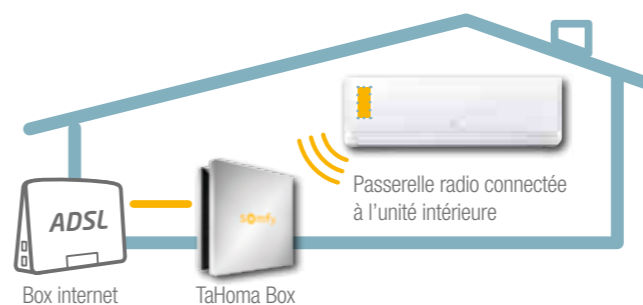 Passerelle radio connectée
à l'unité intérieure
ADSL
somfy
Box internet
TaHoma Box